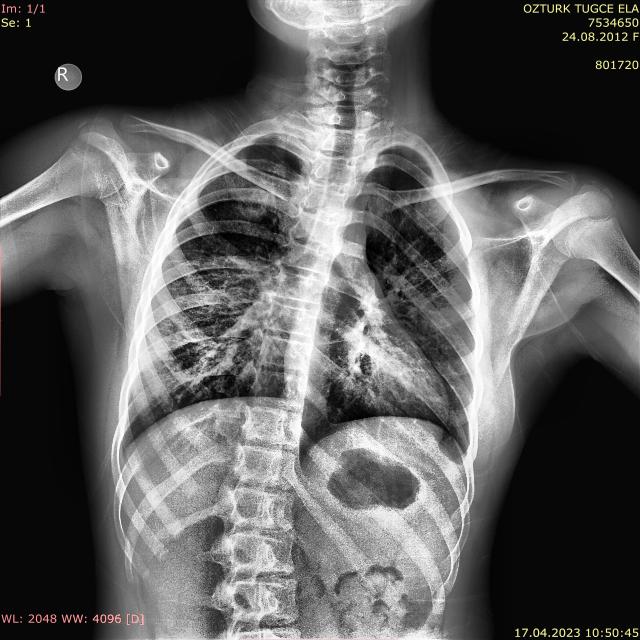 Im: 1/1
Se: 1
OZTURK TUGCE ELA
7534650
24.08.2012 F
801720
R
WL: 2048 WW: 4096 [D]
17.04.2023 10:50:45